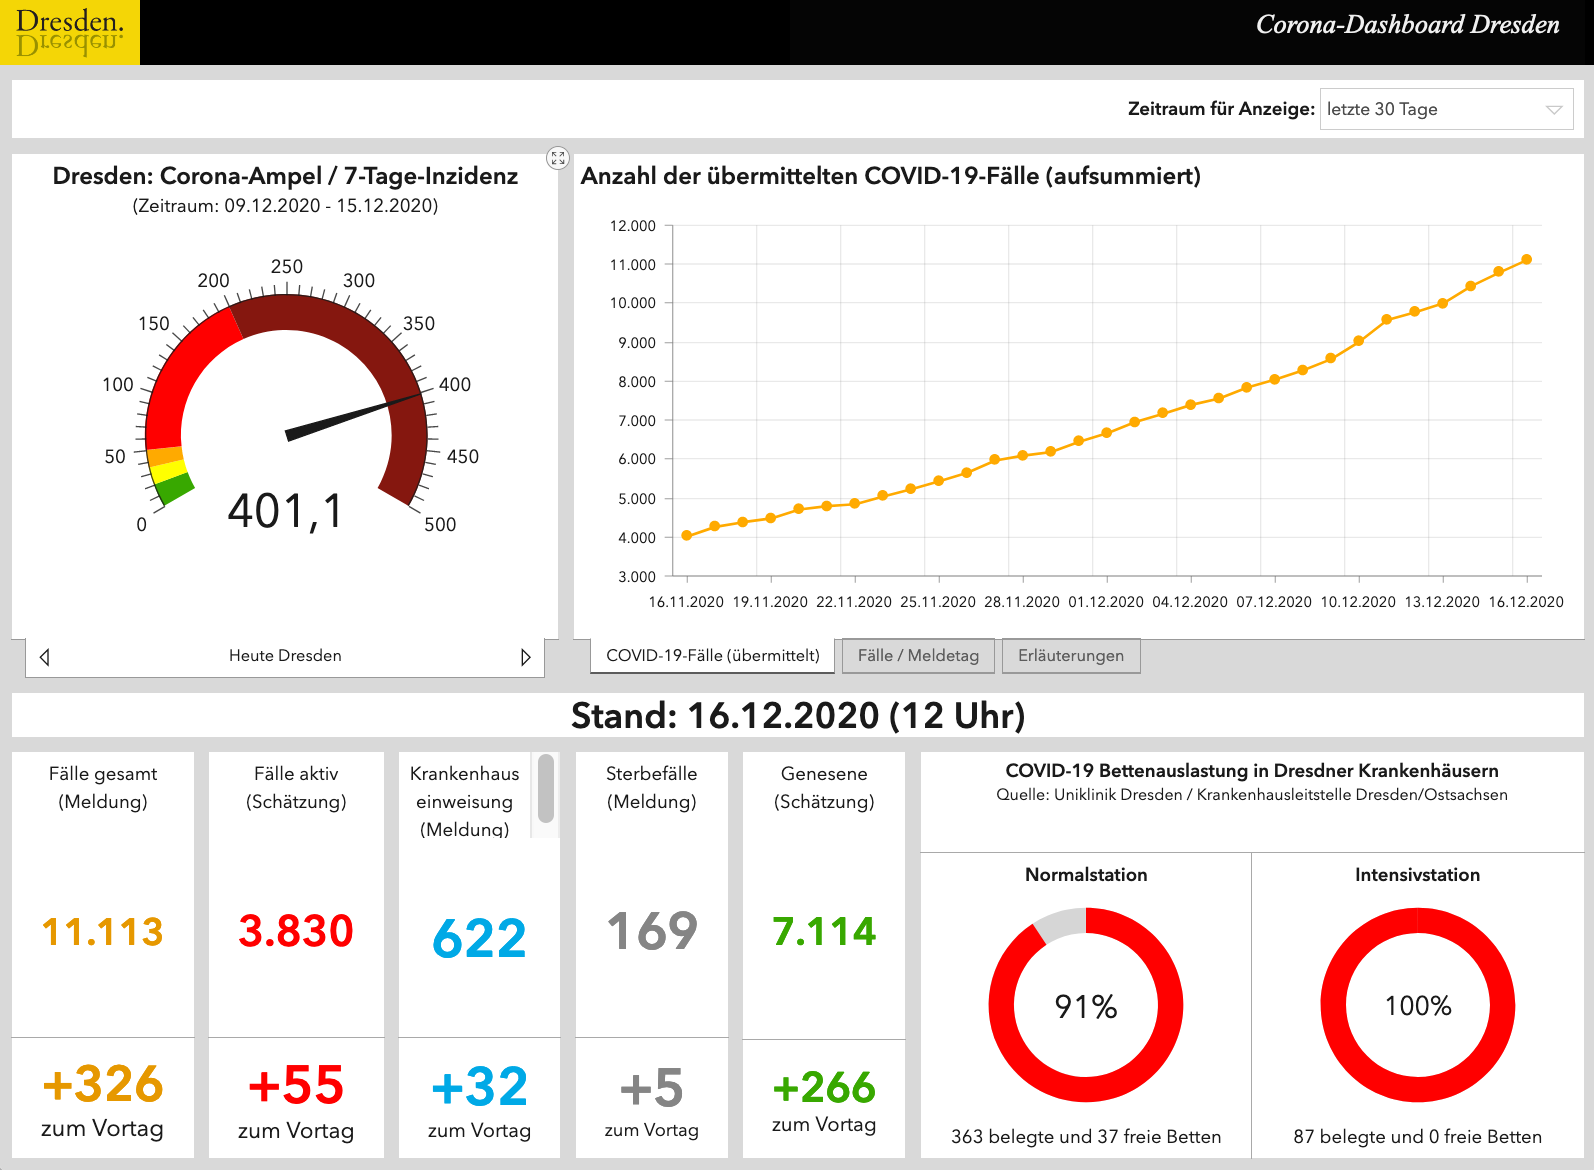 Dresden.
Dresden.
Corona-Dashboard Dresden
Zeitraum für Anzeige: letzte 30 Tage
Dresden: Corona-Ampel / 7-Tage-Inzidenz
(Zeitraum: 09.12.2020 - 15.12.2020)
0
50
100
150
200
250
300
350
400
450
500
401,1
Heute Dresden
Anzahl der übermittelten COVID-19-Fälle (aufsummiert)
12.000
11.000
10.000
9.000
8.000
7.000
6.000
5.000
4.000
3.000
16.11.2020 19.11.2020 22.11.2020 25.11.2020 28.11.2020 01.12.2020 04.12.2020 07.12.2020 10.12.2020 13.12.2020 16.12.2020
COVID-19-Fälle (übermittelt) Fälle / Meldetag Erläuterungen
Stand: 16.12.2020 (12 Uhr)
Fälle gesamt
(Meldung)
11.113
+326
zum Vortag
Fälle aktiv
(Schätzung)
3.830
+55
zum Vortag
Krankenhaus
einweisung
(Meldung)
622
+32
zum Vortag
Sterbefälle
(Meldung)
169
+5
zum Vortag
Genesene
(Schätzung)
7.114
+266
zum Vortag
COVID-19 Bettenauslastung in Dresdner Krankenhäusern
Quelle: Uniklinik Dresden / Krankenhausleitstelle Dresden/Ostsachsen
Normalstation
91%
363 belegte und 37 freie Betten
Intensivstation
100%
87 belegte und 0 freie Betten